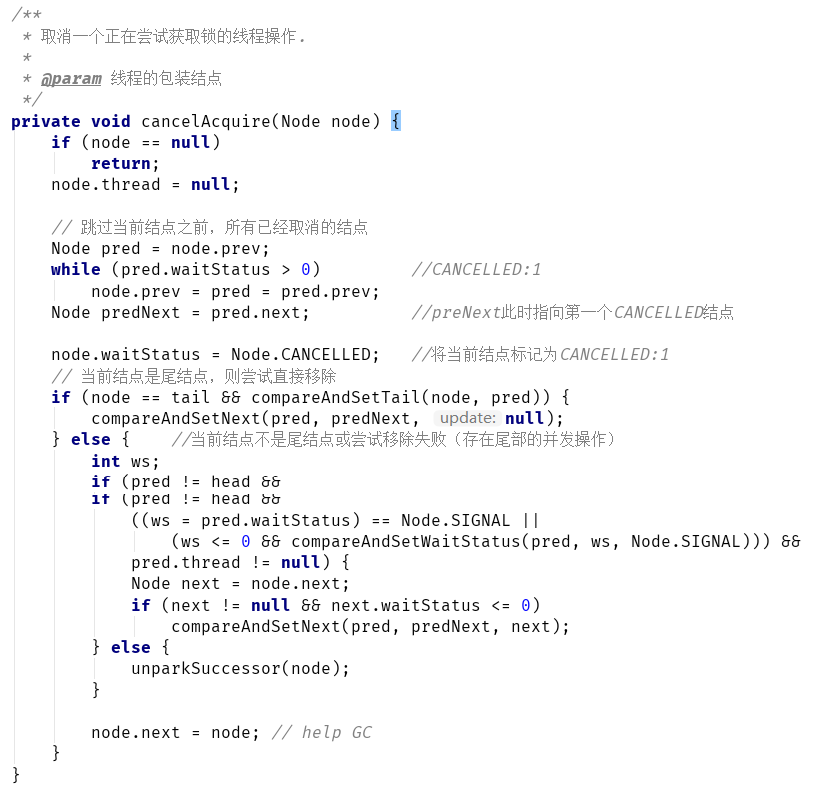 /**
 * 取消一个正在尝试获取锁的线程操作.
 *
 * @param 线程的包装结点
 */
private void cancelAcquire(Node node) {
    if (node == null)
        return;
    node.thread = null;

    // 跳过当前结点之前，所有已经取消的结点
    Node pred = node.prev;
    while (pred.waitStatus > 0)         //CANCELLED:1
        node.prev = pred = pred.prev;
    Node predNext = pred.next;          //preNext此时指向第一个CANCELLED结点

    node.waitStatus = Node.CANCELLED;   //将当前结点标记为CANCELLED:1
    // 当前结点是尾结点，则尝试直接移除
    if (node == tail && compareAndSetTail(node, pred)) {
        compareAndSetNext(pred, predNext, update: null);
    } else {    //当前结点不是尾结点或尝试移除失败（存在尾部的并发操作）
        int ws;
        if (pred != head &&
        if (pred != head &&
            ((ws = pred.waitStatus) == Node.SIGNAL ||
                (ws <= 0 && compareAndSetWaitStatus(pred, ws, Node.SIGNAL))) &&
            pred.thread != null) {
            Node next = node.next;
            if (next != null && next.waitStatus <= 0)
                compareAndSetNext(pred, predNext, next);
        } else {
            unparkSuccessor(node);
        }

        node.next = node; // help GC
    }
}